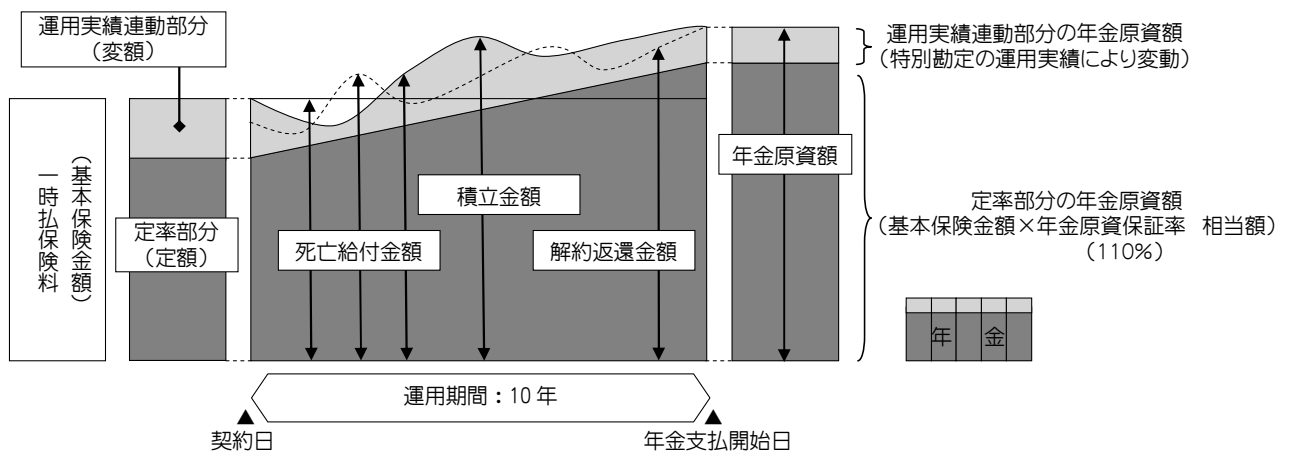 運用実績連動部分
（変額）
運用実績連動部分の年金原資額
（特別勘定の運用実績により変動）
一時払保険料
（基本保険金額）
定率部分
（定額）
死亡給付金額
積立金額
解約返還金額
年金原資額
定率部分の年金原資額
（基本保険金額×年金原資保証率　相当額）
（110%）
年 金
運用期間：10 年
▲
契約日
▲
年金支払開始日